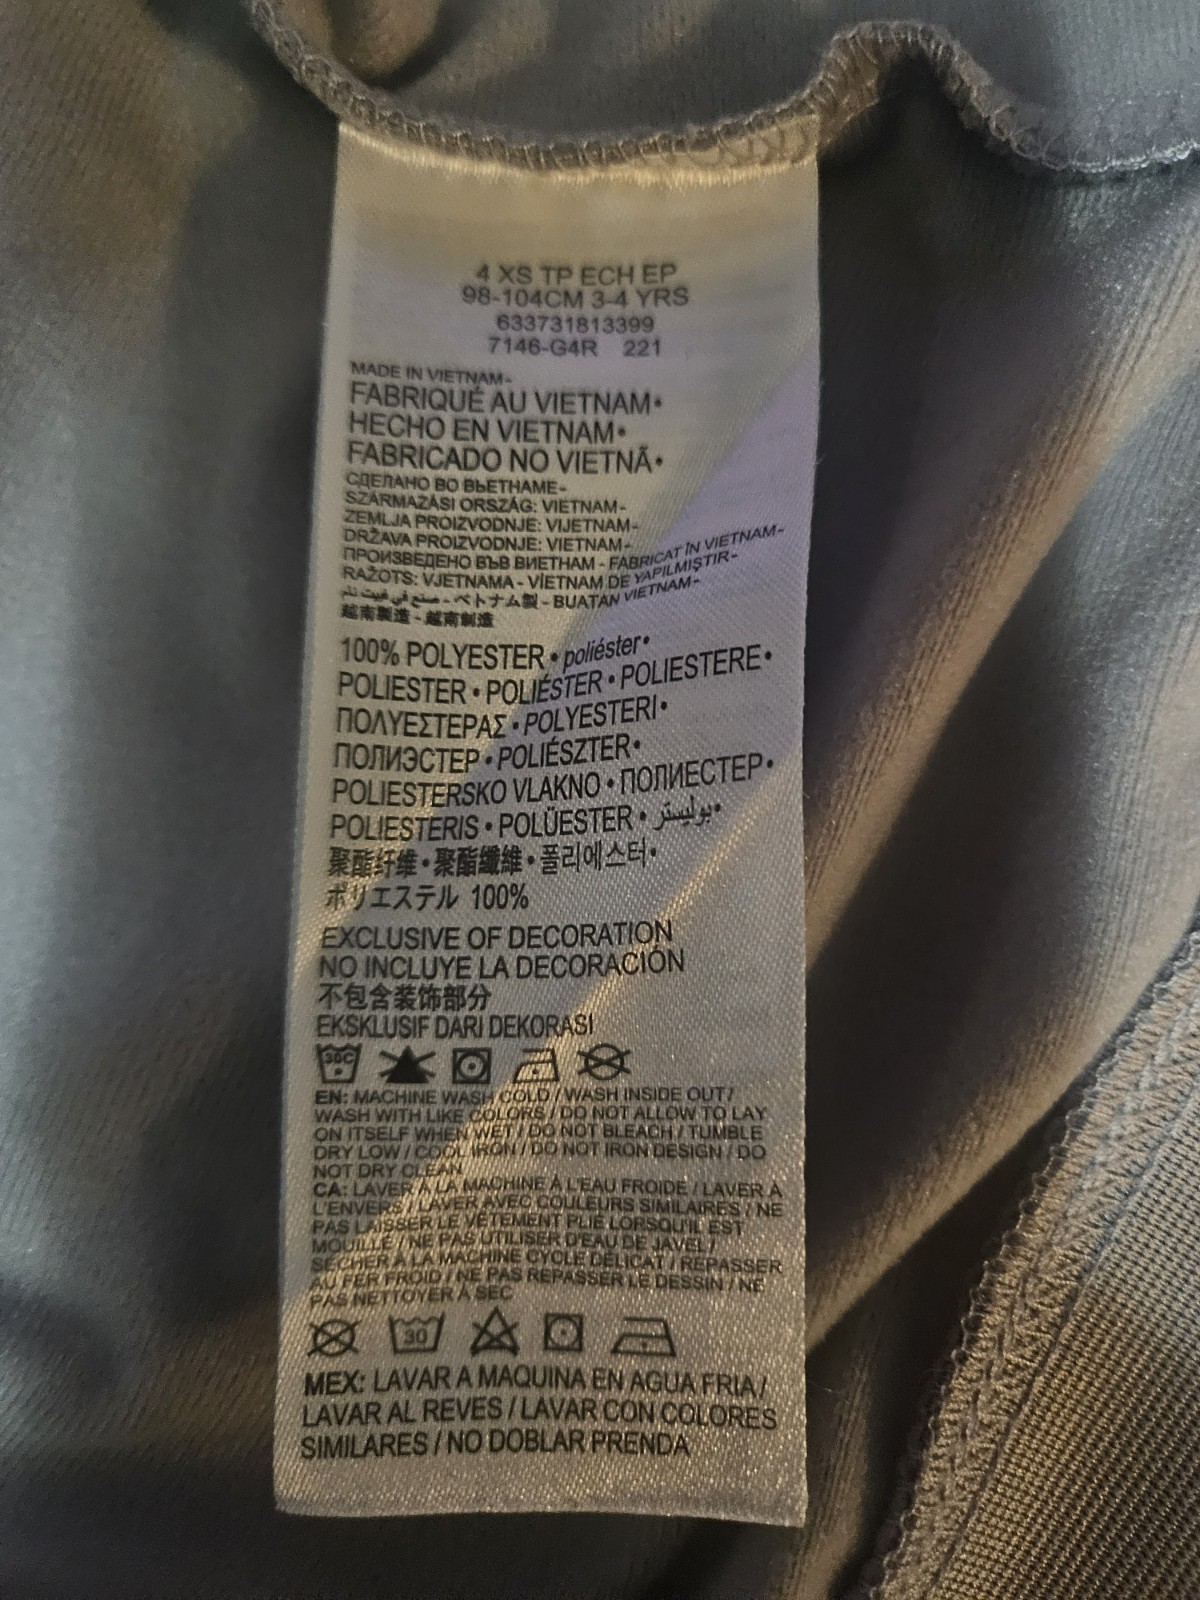 4 XS TP ECH EP
98-104CM 3-4 YRS
633731813399
7146-G4R 221
MADE IN VIETNAM-
FABRIQUÉ AU VIETNAM•
HECHO EN VIETNAM•
FABRICADO NO VIETNÃ•
СДЕЛАНО ВО ВЬЕТНАМЕ-
SZÁRMAZÁSI ORSZÁG: VIETNAM-
ZEMLJA PROIZVODNJE: VIJETNAM-
DRŽAVA PROIZVODNJE: VIETNAM-
ПРОИЗВЕДЕНО ВЪВ ВИЕТНАМ - FABRICAT ÎN VIETNAM-
RAŽOTS: VJETNAMA - VİETNAM DE YAPILMIŞTIR-
صنع في فيت نام - ベトナム製 - BUATAN VIETNAM-
越南製造 - 越南制造
100% POLYESTER • poliéster•
POLIESTER • POLIÉSTER • POLIESTERE•
ΠΟΛΥΕΣΤΕΡΑΣ • POLYESTERI•
ПОЛИЭСТЕР • POLIÉSZTER•
POLIESTERSKO VLAKNO • ПОЛИЕСТЕР•
POLIESTERIS • POLÜESTER • بوليستر•
聚酯纤维 • 聚酯纖維 • 폴리에스터•
ポリエステル 100%
EXCLUSIVE OF DECORATION
NO INCLUYE LA DECORACIÓN
不包含装饰部分
EKSKLUSIF DARI DEKORASI
30C
EN: MACHINE WASH COLD / WASH INSIDE OUT /
WASH WITH LIKE COLORS / DO NOT ALLOW TO LAY
ON ITSELF WHEN WET / DO NOT BLEACH / TUMBLE
DRY LOW / COOL IRON / DO NOT IRON DESIGN / DO
NOT DRY CLEAN
CA: LAVER À LA MACHINE À L'EAU FROIDE / LAVER À
L'ENVERS / LAVER AVEC COULEURS SIMILAIRES / NE
PAS LAISSER LE VÊTEMENT PLIÉ LORSQU'IL EST
MOUILLÉ / NE PAS UTILISER D'EAU DE JAVEL /
SÉCHER À LA MACHINE CYCLE DÉLICAT / REPASSER
AU FER FROID / NE PAS REPASSER LE DESSIN / NE
PAS NETTOYER À SEC
30
MEX: LAVAR A MAQUINA EN AGUA FRIA /
LAVAR AL REVES / LAVAR CON COLORES
SIMILARES / NO DOBLAR PRENDA